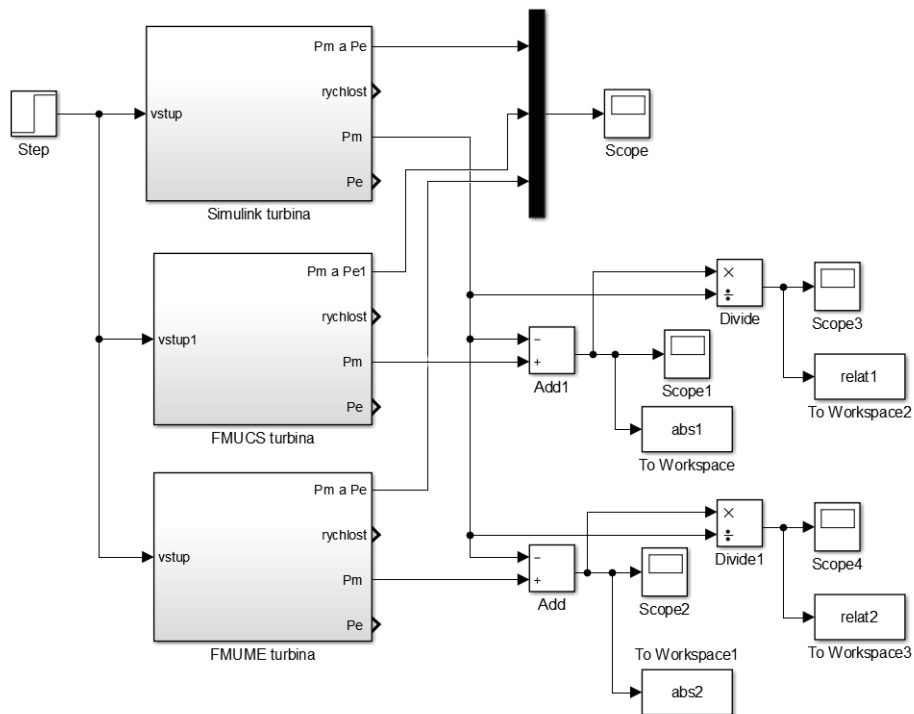 Step
vstup
Pm a Pe
rychlost
Pm
Pe
Simulink turbina
Scope
vstup1
Pm a Pe1
rychlost
Pm
Pe
FMUCS turbina
−
+
Add1
×
÷
Divide
Scope3
Scope1
relat1
To Workspace2
abs1
To Workspace
vstup
Pm a Pe
rychlost
Pm
Pe
FMUME turbina
−
+
Add
×
÷
Divide1
Scope4
Scope2
relat2
To Workspace3
To Workspace1
abs2